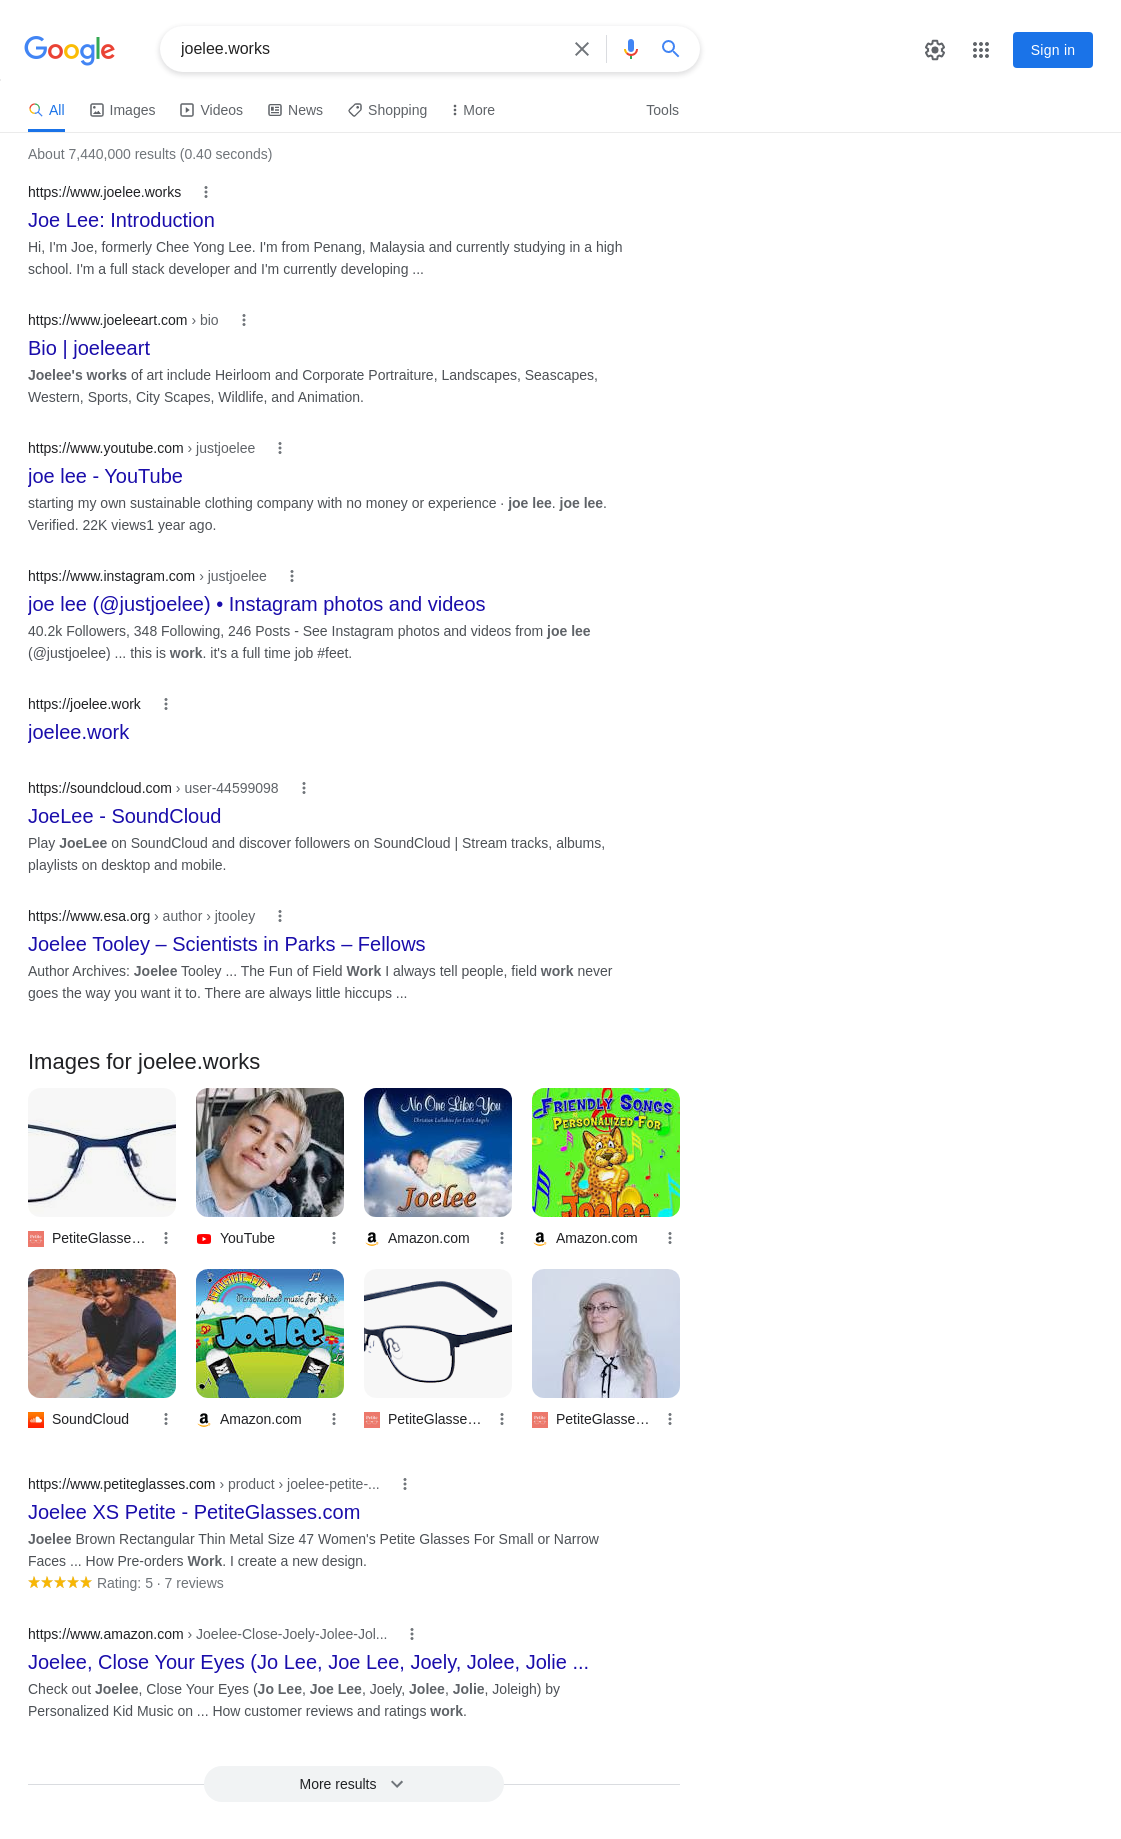 Google
joelee.works
Sign in
All
Images
Videos
News
Shopping
More
Tools
About 7,440,000 results (0.40 seconds)
https://www.joelee.works
Joe Lee: Introduction
Hi, I'm Joe, formerly Chee Yong Lee. I'm from Penang, Malaysia and currently studying in a high
school. I'm a full stack developer and I'm currently developing ...
https://www.joeleeart.com › bio
Bio | joeleeart
Joelee's works of art include Heirloom and Corporate Portraiture, Landscapes, Seascapes,
Western, Sports, City Scapes, Wildlife, and Animation.
https://www.youtube.com › justjoelee
joe lee - YouTube
starting my own sustainable clothing company with no money or experience · joe lee. joe lee.
Verified. 22K views1 year ago.
https://www.instagram.com › justjoelee
joe lee (@justjoelee) • Instagram photos and videos
40.2k Followers, 348 Following, 246 Posts - See Instagram photos and videos from joe lee
(@justjoelee) ... this is work. it's a full time job #feet.
https://joelee.work
joelee.work
https://soundcloud.com › user-44599098
JoeLee - SoundCloud
Play JoeLee on SoundCloud and discover followers on SoundCloud | Stream tracks, albums,
playlists on desktop and mobile.
https://www.esa.org › author › jtooley
Joelee Tooley – Scientists in Parks – Fellows
Author Archives: Joelee Tooley ... The Fun of Field Work I always tell people, field work never
goes the way you want it to. There are always little hiccups ...
Images for joelee.works
No One Like You
Christian Lullabies for Little Angels
Joelee
FRIENDLY SONGS
PERSONALIZED FOR
Joelee
PetiteGlasse...
YouTube
Amazon.com
Amazon.com
Personalized music for Kids
JOELEE
SoundCloud
Amazon.com
PetiteGlasse...
PetiteGlasse...
https://www.petiteglasses.com › product › joelee-petite-...
Joelee XS Petite - PetiteGlasses.com
Joelee Brown Rectangular Thin Metal Size 47 Women's Petite Glasses For Small or Narrow
Faces ... How Pre-orders Work. I create a new design.
Rating: 5 · 7 reviews
https://www.amazon.com › Joelee-Close-Joely-Jolee-Jol...
Joelee, Close Your Eyes (Jo Lee, Joe Lee, Joely, Jolee, Jolie ...
Check out Joelee, Close Your Eyes (Jo Lee, Joe Lee, Joely, Jolee, Jolie, Joleigh) by
Personalized Kid Music on ... How customer reviews and ratings work.
More results